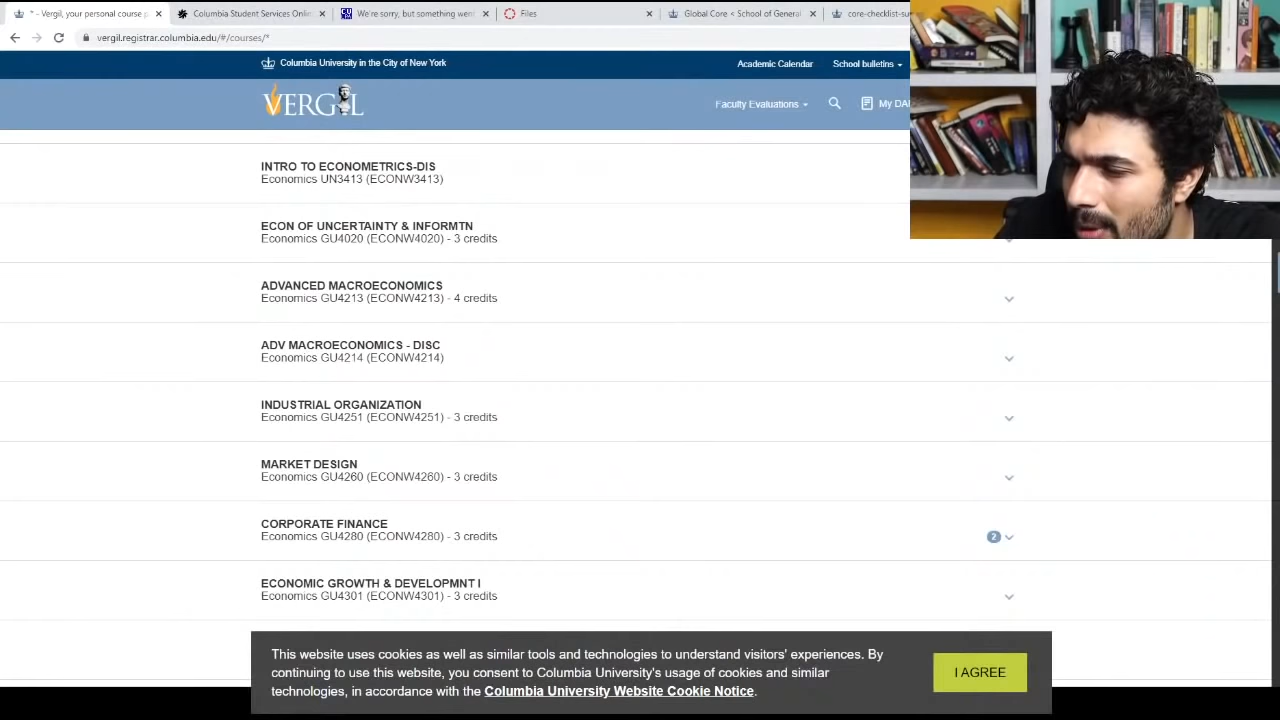 * - Vergil, your personal course p
Columbia Student Services Onlin
We're sorry, but something wen
Files
Global Core < School of General
core-checklist-su
vergil.registrar.columbia.edu/#/courses/*
Columbia University in the City of New York
Academic Calendar
School bulletins
VERGIL
Faculty Evaluations
My DA
INTRO TO ECONOMETRICS-DIS
Economics UN3413 (ECONW3413)
ECON OF UNCERTAINTY & INFORMTN
Economics GU4020 (ECONW4020) - 3 credits
ADVANCED MACROECONOMICS
Economics GU4213 (ECONW4213) - 4 credits
ADV MACROECONOMICS - DISC
Economics GU4214 (ECONW4214)
INDUSTRIAL ORGANIZATION
Economics GU4251 (ECONW4251) - 3 credits
MARKET DESIGN
Economics GU4260 (ECONW4260) - 3 credits
CORPORATE FINANCE
Economics GU4280 (ECONW4280) - 3 credits
2
ECONOMIC GROWTH & DEVELOPMNT I
Economics GU4301 (ECONW4301) - 3 credits
This website uses cookies as well as similar tools and technologies to understand visitors' experiences. By
continuing to use this website, you consent to Columbia University's usage of cookies and similar
technologies, in accordance with the Columbia University Website Cookie Notice.
I AGREE